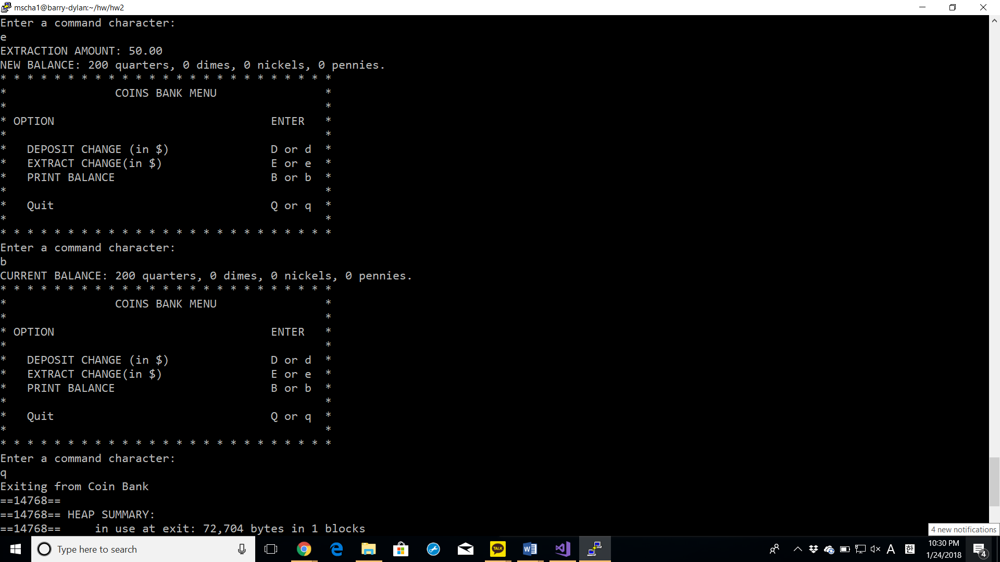 mscha1@barry-dylan:~/hw/hw2
Enter a command character:
e
EXTRACTION AMOUNT: 50.00
NEW BALANCE: 200 quarters, 0 dimes, 0 nickels, 0 pennies.
* * * * * * * * * * * * * * * * * * * * * * * * *
* COINS BANK MENU *
* *
* OPTION ENTER *
* *
* DEPOSIT CHANGE (in $) D or d *
* EXTRACT CHANGE(in $) E or e *
* PRINT BALANCE B or b *
* *
* Quit Q or q *
* *
* * * * * * * * * * * * * * * * * * * * * * * * *
Enter a command character:
b
CURRENT BALANCE: 200 quarters, 0 dimes, 0 nickels, 0 pennies.
* * * * * * * * * * * * * * * * * * * * * * * * *
* COINS BANK MENU *
* *
* OPTION ENTER *
* *
* DEPOSIT CHANGE (in $) D or d *
* EXTRACT CHANGE(in $) E or e *
* PRINT BALANCE B or b *
* *
* Quit Q or q *
* *
* * * * * * * * * * * * * * * * * * * * * * * * *
Enter a command character:
q
Exiting from Coin Bank
==14768==
==14768== HEAP SUMMARY:
==14768== in use at exit: 72,704 bytes in 1 blocks
4 new notifications
Type here to search
TALK
A 한
10:30 PM
1/24/2018
4